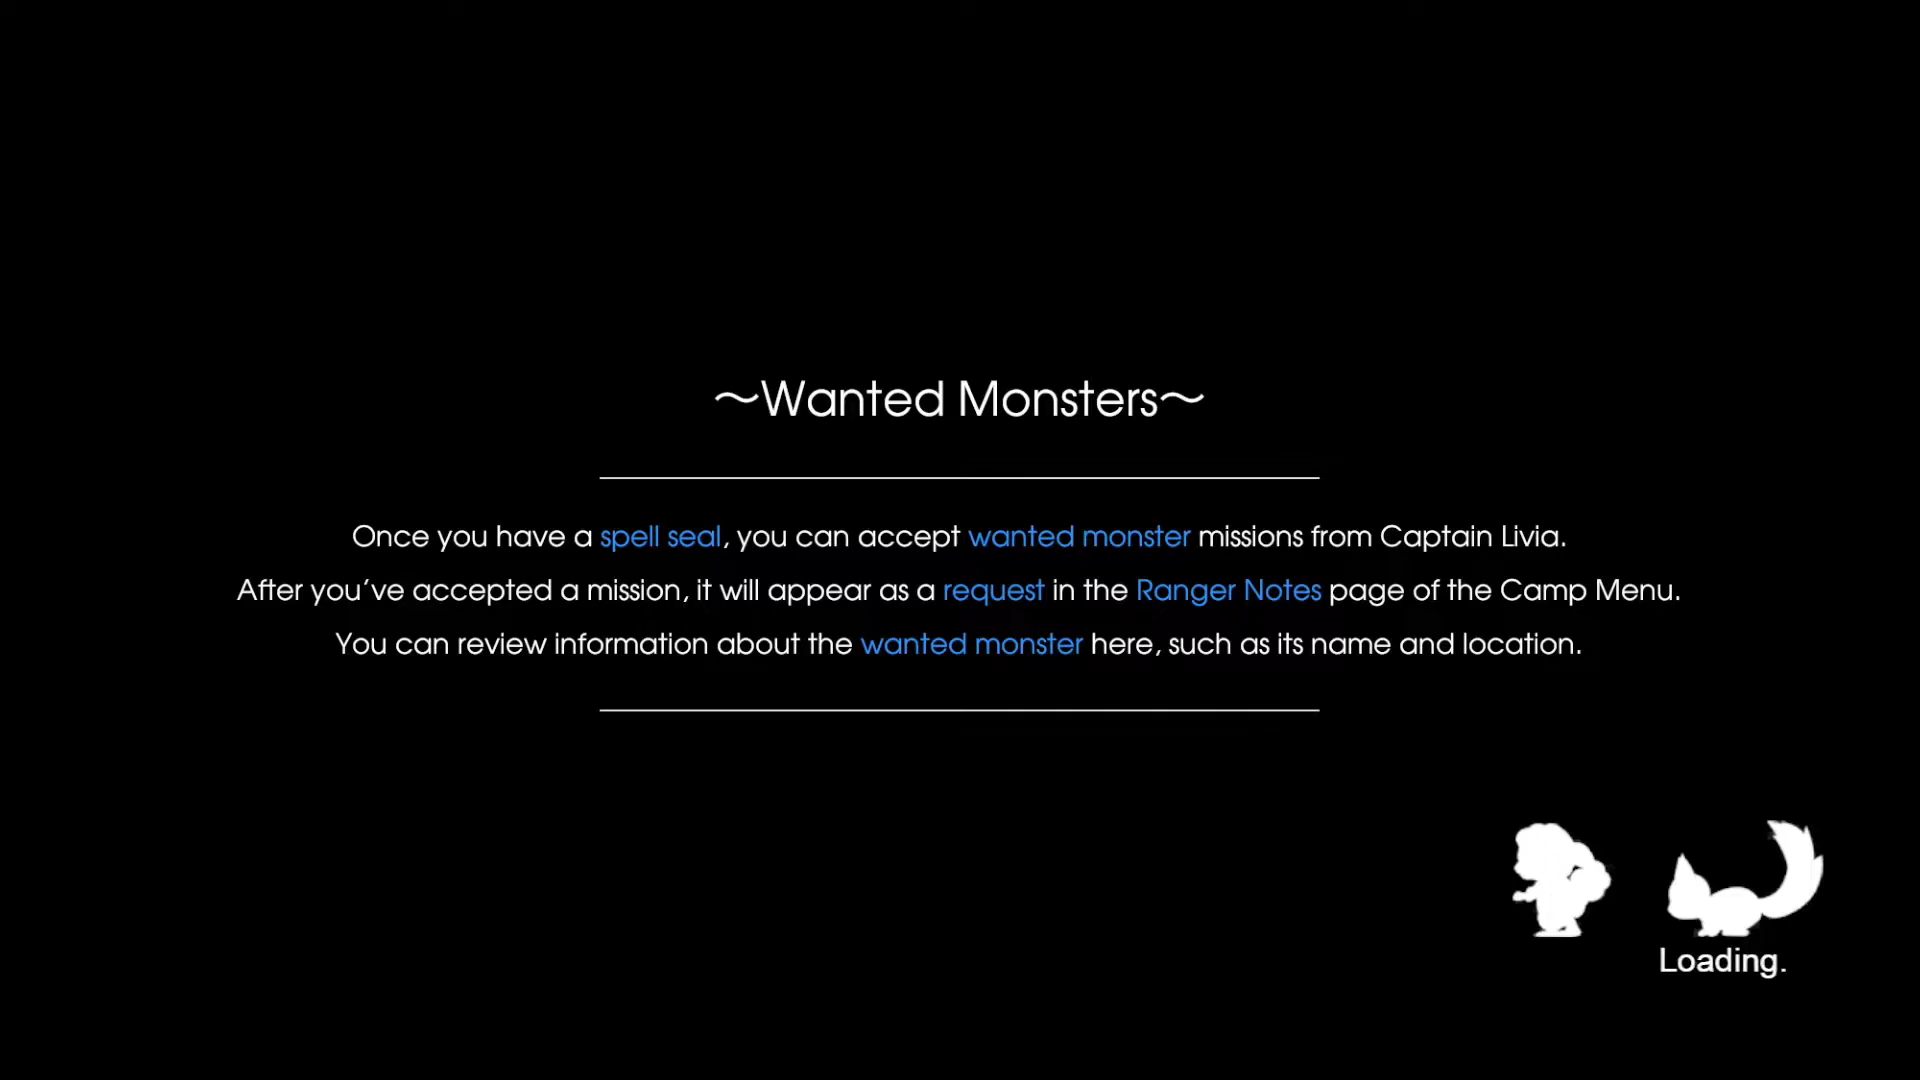 ～Wanted Monsters～
Once you have a spell seal, you can accept wanted monster missions from Captain Livia.
After you’ve accepted a mission, it will appear as a request in the Ranger Notes page of the Camp Menu.
You can review information about the wanted monster here, such as its name and location.
Loading.